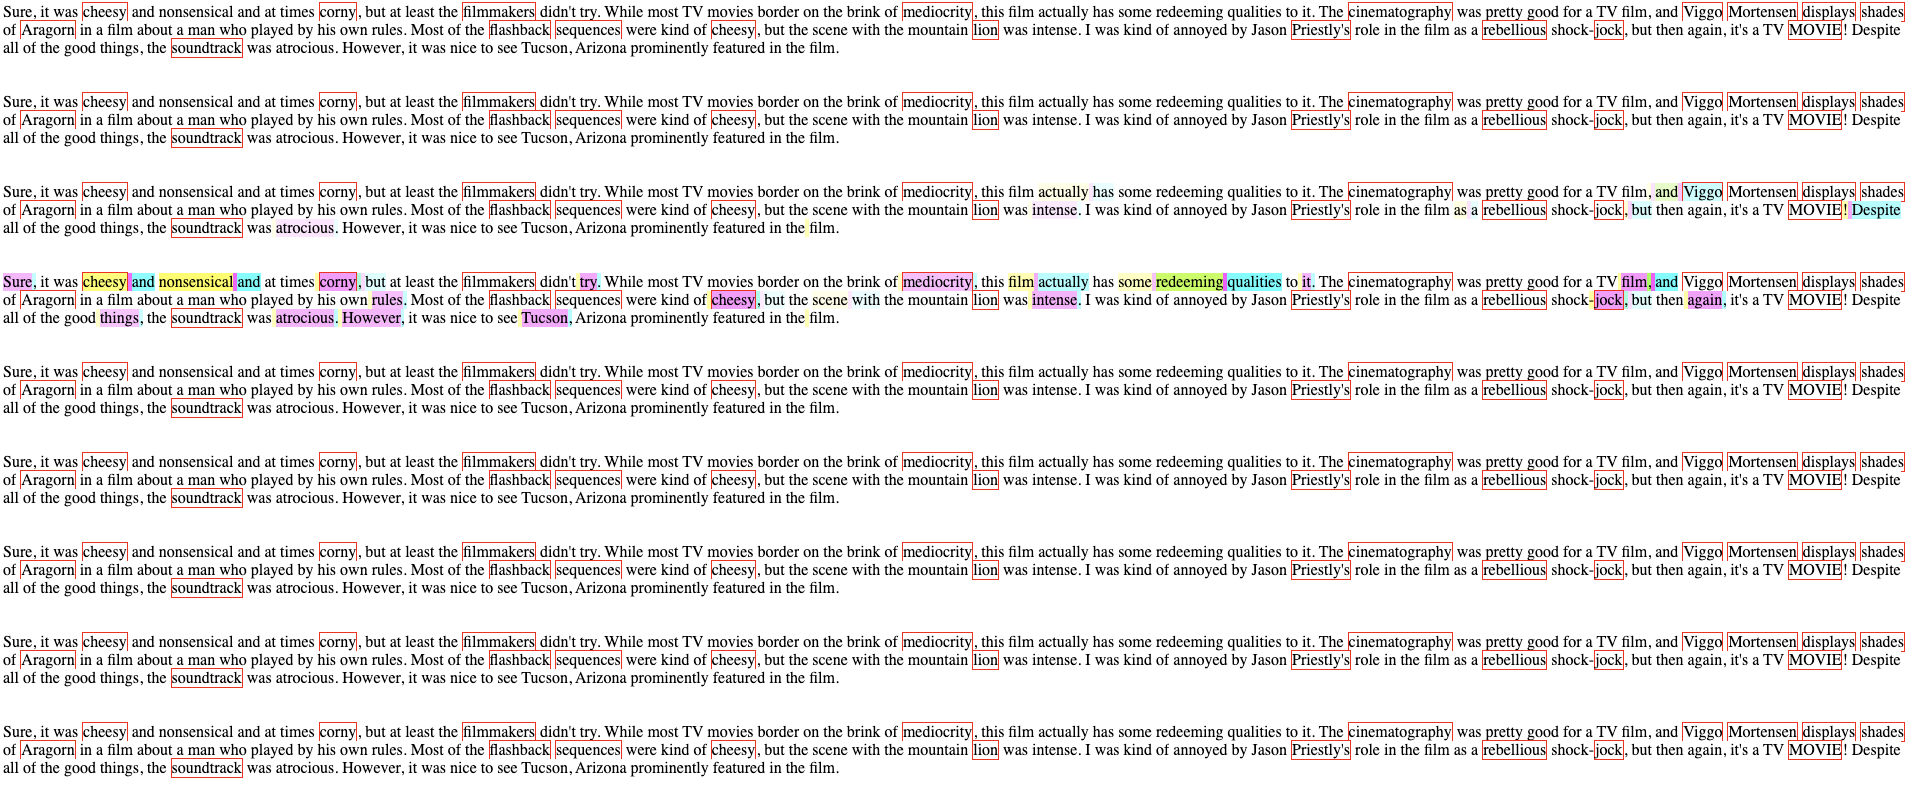 Sure, it was cheesy and nonsensical and at times corny, but at least the filmmakers didn't try. While most TV movies border on the brink of mediocrity, this film actually has some redeeming qualities to it. The cinematography was pretty good for a TV film, and Viggo Mortensen displays shades
of Aragorn in a film about a man who played by his own rules. Most of the flashback sequences were kind of cheesy, but the scene with the mountain lion was intense. I was kind of annoyed by Jason Priestly's role in the film as a rebellious shock-jock, but then again, it's a TV MOVIE! Despite
all of the good things, the soundtrack was atrocious. However, it was nice to see Tucson, Arizona prominently featured in the film.
Sure, it was cheesy and nonsensical and at times corny, but at least the filmmakers didn't try. While most TV movies border on the brink of mediocrity, this film actually has some redeeming qualities to it. The cinematography was pretty good for a TV film, and Viggo Mortensen displays shades
of Aragorn in a film about a man who played by his own rules. Most of the flashback sequences were kind of cheesy, but the scene with the mountain lion was intense. I was kind of annoyed by Jason Priestly's role in the film as a rebellious shock-jock, but then again, it's a TV MOVIE! Despite
all of the good things, the soundtrack was atrocious. However, it was nice to see Tucson, Arizona prominently featured in the film.
Sure, it was cheesy and nonsensical and at times corny, but at least the filmmakers didn't try. While most TV movies border on the brink of mediocrity, this film actually has some redeeming qualities to it. The cinematography was pretty good for a TV film, and Viggo Mortensen displays shades
of Aragorn in a film about a man who played by his own rules. Most of the flashback sequences were kind of cheesy, but the scene with the mountain lion was intense. I was kind of annoyed by Jason Priestly's role in the film as a rebellious shock-jock, but then again, it's a TV MOVIE! Despite
all of the good things, the soundtrack was atrocious. However, it was nice to see Tucson, Arizona prominently featured in the film.
Sure, it was cheesy and nonsensical and at times corny, but at least the filmmakers didn't try. While most TV movies border on the brink of mediocrity, this film actually has some redeeming qualities to it. The cinematography was pretty good for a TV film, and Viggo Mortensen displays shades
of Aragorn in a film about a man who played by his own rules. Most of the flashback sequences were kind of cheesy, but the scene with the mountain lion was intense. I was kind of annoyed by Jason Priestly's role in the film as a rebellious shock-jock, but then again, it's a TV MOVIE! Despite
all of the good things, the soundtrack was atrocious. However, it was nice to see Tucson, Arizona prominently featured in the film.
Sure, it was cheesy and nonsensical and at times corny, but at least the filmmakers didn't try. While most TV movies border on the brink of mediocrity, this film actually has some redeeming qualities to it. The cinematography was pretty good for a TV film, and Viggo Mortensen displays shades
of Aragorn in a film about a man who played by his own rules. Most of the flashback sequences were kind of cheesy, but the scene with the mountain lion was intense. I was kind of annoyed by Jason Priestly's role in the film as a rebellious shock-jock, but then again, it's a TV MOVIE! Despite
all of the good things, the soundtrack was atrocious. However, it was nice to see Tucson, Arizona prominently featured in the film.
Sure, it was cheesy and nonsensical and at times corny, but at least the filmmakers didn't try. While most TV movies border on the brink of mediocrity, this film actually has some redeeming qualities to it. The cinematography was pretty good for a TV film, and Viggo Mortensen displays shades
of Aragorn in a film about a man who played by his own rules. Most of the flashback sequences were kind of cheesy, but the scene with the mountain lion was intense. I was kind of annoyed by Jason Priestly's role in the film as a rebellious shock-jock, but then again, it's a TV MOVIE! Despite
all of the good things, the soundtrack was atrocious. However, it was nice to see Tucson, Arizona prominently featured in the film.
Sure, it was cheesy and nonsensical and at times corny, but at least the filmmakers didn't try. While most TV movies border on the brink of mediocrity, this film actually has some redeeming qualities to it. The cinematography was pretty good for a TV film, and Viggo Mortensen displays shades
of Aragorn in a film about a man who played by his own rules. Most of the flashback sequences were kind of cheesy, but the scene with the mountain lion was intense. I was kind of annoyed by Jason Priestly's role in the film as a rebellious shock-jock, but then again, it's a TV MOVIE! Despite
all of the good things, the soundtrack was atrocious. However, it was nice to see Tucson, Arizona prominently featured in the film.
Sure, it was cheesy and nonsensical and at times corny, but at least the filmmakers didn't try. While most TV movies border on the brink of mediocrity, this film actually has some redeeming qualities to it. The cinematography was pretty good for a TV film, and Viggo Mortensen displays shades
of Aragorn in a film about a man who played by his own rules. Most of the flashback sequences were kind of cheesy, but the scene with the mountain lion was intense. I was kind of annoyed by Jason Priestly's role in the film as a rebellious shock-jock, but then again, it's a TV MOVIE! Despite
all of the good things, the soundtrack was atrocious. However, it was nice to see Tucson, Arizona prominently featured in the film.
Sure, it was cheesy and nonsensical and at times corny, but at least the filmmakers didn't try. While most TV movies border on the brink of mediocrity, this film actually has some redeeming qualities to it. The cinematography was pretty good for a TV film, and Viggo Mortensen displays shades
of Aragorn in a film about a man who played by his own rules. Most of the flashback sequences were kind of cheesy, but the scene with the mountain lion was intense. I was kind of annoyed by Jason Priestly's role in the film as a rebellious shock-jock, but then again, it's a TV MOVIE! Despite
all of the good things, the soundtrack was atrocious. However, it was nice to see Tucson, Arizona prominently featured in the film.